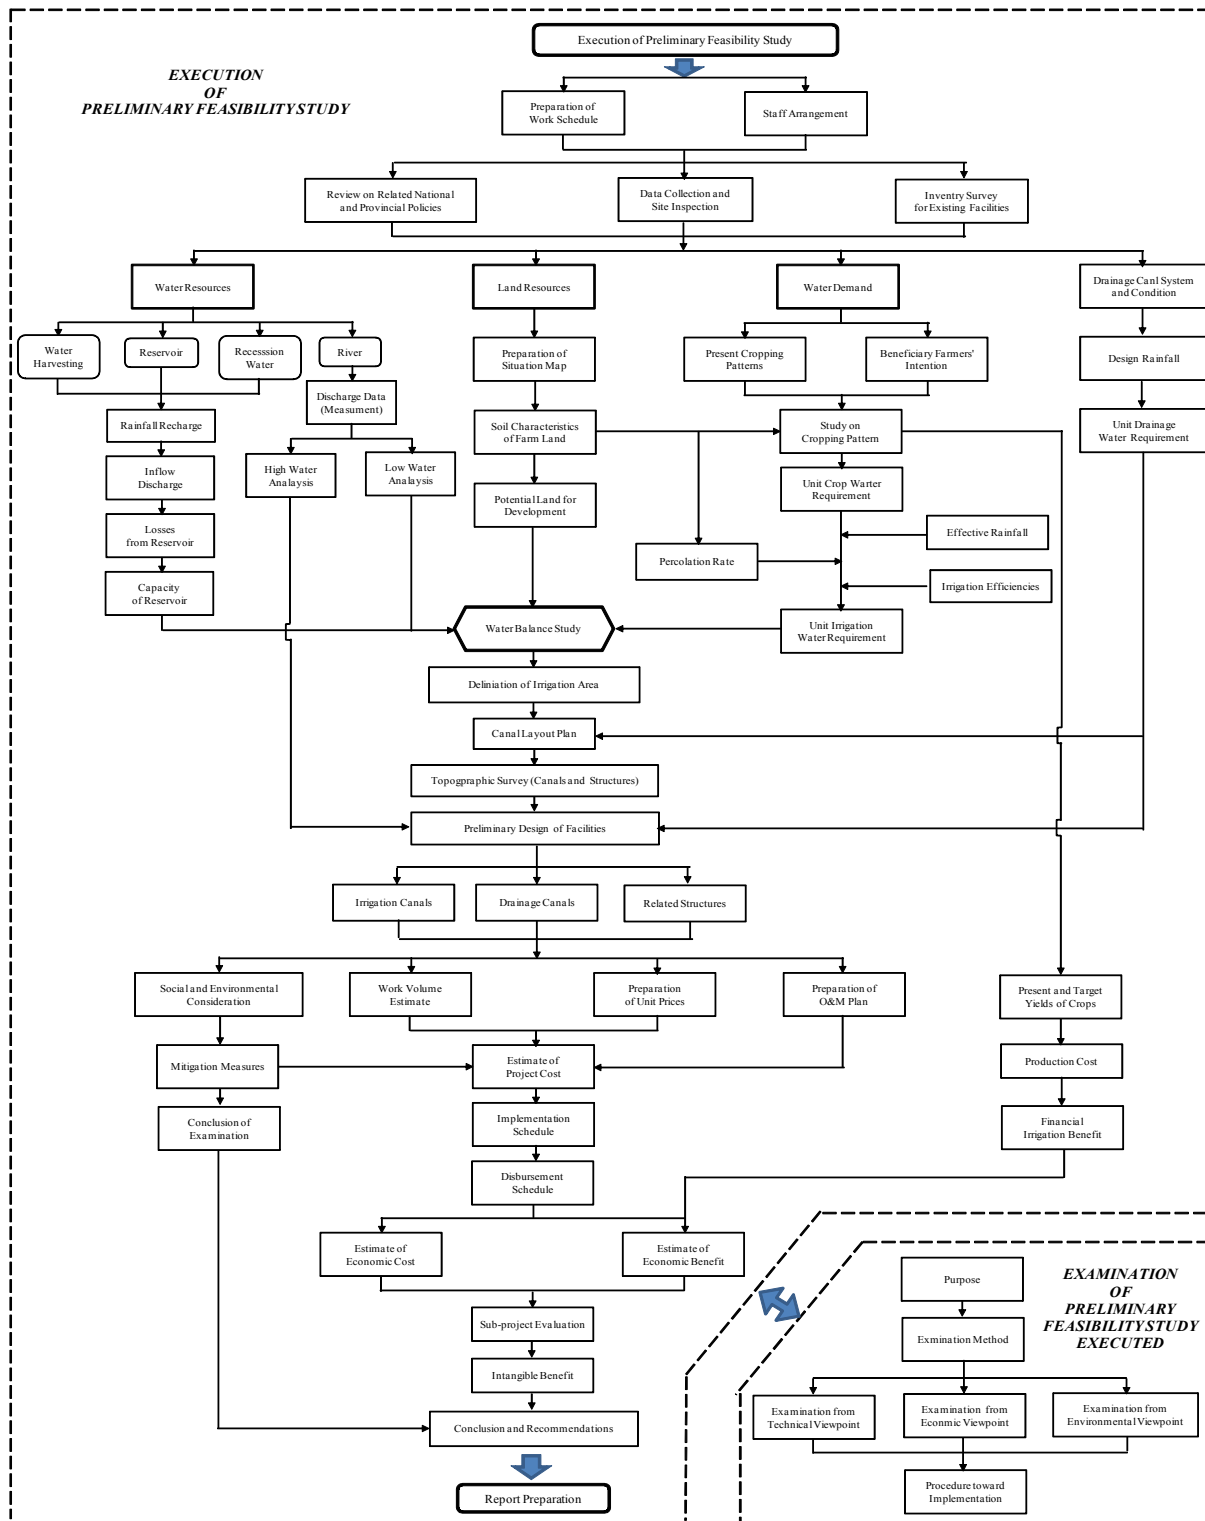 Execution of Preliminary Feasibility Study
EXECUTION
OF
PRELIMINARY FEASIBILITY STUDY
Preparation of
Work Schedule
Staff Arrangement
Review on Related National
and Provincial Policies
Data Collection and
Site Inspection
Inventry Survey
for Existing Facilities
Water Resources
Land Resources
Water Demand
Drainage Canl System
and Condition
Water
Harvesting
Reservoir
Recesssion
Water
River
Preparation of
Situation Map
Present Cropping
Patterns
Beneficiary Farmers'
Intention
Design Rainfall
Discharge Data
(Measument)
Rainfall Recharge
Soil Characteristics
of Farm Land
Study on
Cropping Pattern
Unit Drainage
Water Requirement
Inflow
Discharge
High Water
Analaysis
Low Water
Analaysis
Potential Land for
Development
Unit Crop Warter
Requirement
Losses
from Reservoir
Effective Rainfall
Percolation Rate
Capacity
of Reservoir
Irrigation Efficiencies
Water Balance Study
Unit Irrigation
Water Requirement
Deliniation of Irrigation Area
Canal Layout Plan
Topogpraphic Survey (Canals and Structures)
Preliminary Design of Facilities
Irrigation Canals
Drainage Canals
Related Structures
Social and Environmental
Consideration
Work Volume
Estimate
Preparation
of Unit Prices
Preparation of
O&M Plan
Present and Target
Yields of Crops
Mitigation Measures
Estimate of
Project Cost
Production Cost
Conclusion of
Examination
Implementation
Schedule
Financial
Irrigation Benefit
Disbursement
Schedule
Estimate of
Economic Cost
Estimate of
Economic Benefit
Sub-project Evaluation
Intangible Benefit
Conclusion and Recommendations
Report Preparation
Purpose
EXAMINATION
OF
PRELIMINARY
FEASIBILITY STUDY
EXECUTED
Exmination Method
Examination from
Technical Viewpoint
Examination from
Econmic Viewpoint
Examination from
Environmental Viewpoint
Procedure toward
Implementation